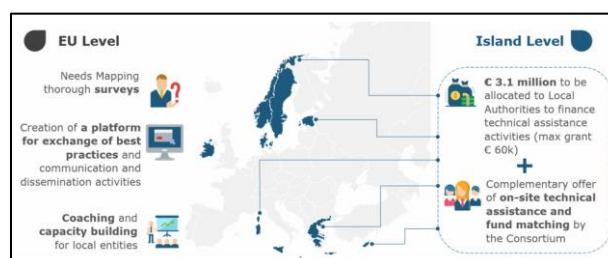 EU Level
Needs Mapping
thorough surveys
Creation of a platform
for exchange of best
practices and
communication and
dissemination activities
Coaching and
capacity building
for local entities
Island Level
€ 3.1 million to be
allocated to Local
Authorities to finance
technical assistance
activities (max grant
€ 60k)
+
Complementary offer
of on-site technical
assistance and
fund matching by
the Consortium